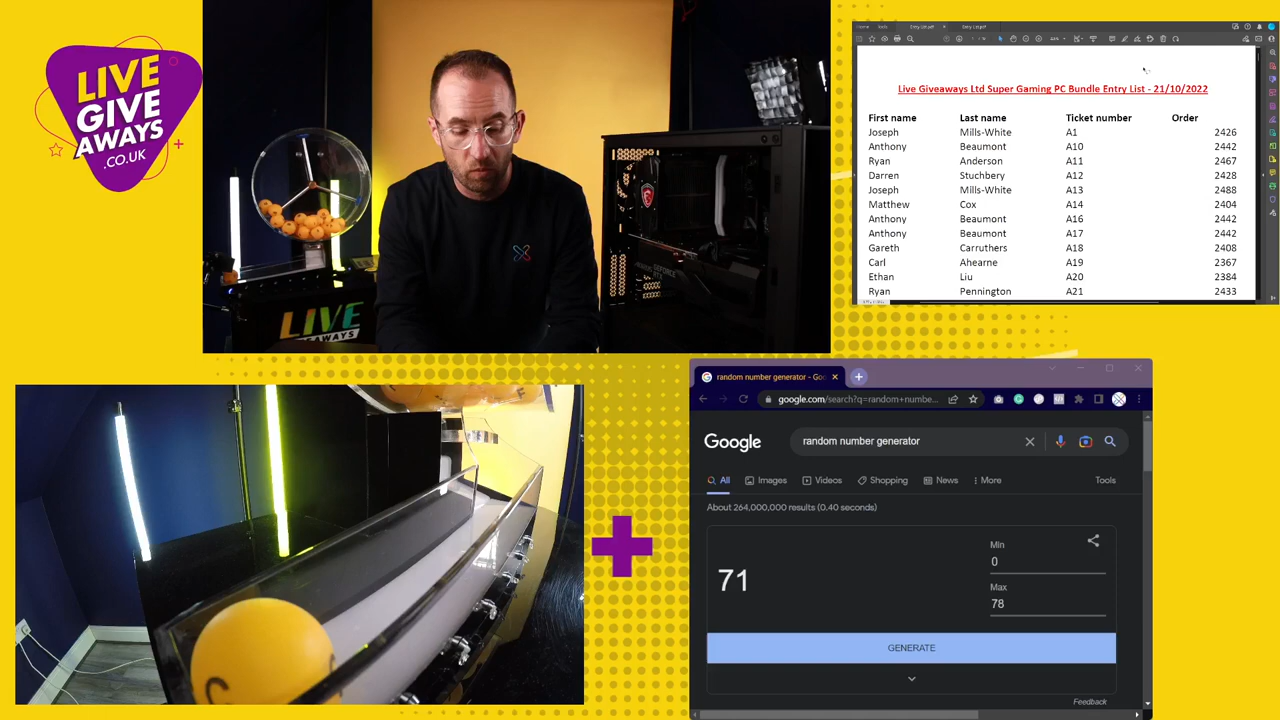 LIVE
GIVE
AWAYS
.CO.UK
LIVE
AWAYS
GEFORCE
RTX
Live Giveaways Ltd Super Gaming PC Bundle Entry List - 21/10/2022
First name Last name Ticket number Order
Joseph Mills-White A1 2426
Anthony Beaumont A10 2442
Ryan Anderson A11 2467
Darren Stuchbery A12 2428
Joseph Mills-White A13 2488
Matthew Cox A14 2404
Anthony Beaumont A16 2442
Anthony Beaumont A17 2442
Gareth Carruthers A18 2408
Carl Ahearne A19 2367
Ethan Liu A20 2384
Ryan Pennington A21 2433
C
random number generator - Goo
google.com/search?q=random+numbe...
Google
random number generator
All Images Videos Shopping News More Tools
About 264,000,000 results (0.40 seconds)
71
Min
0
Max
78
GENERATE
Feedback